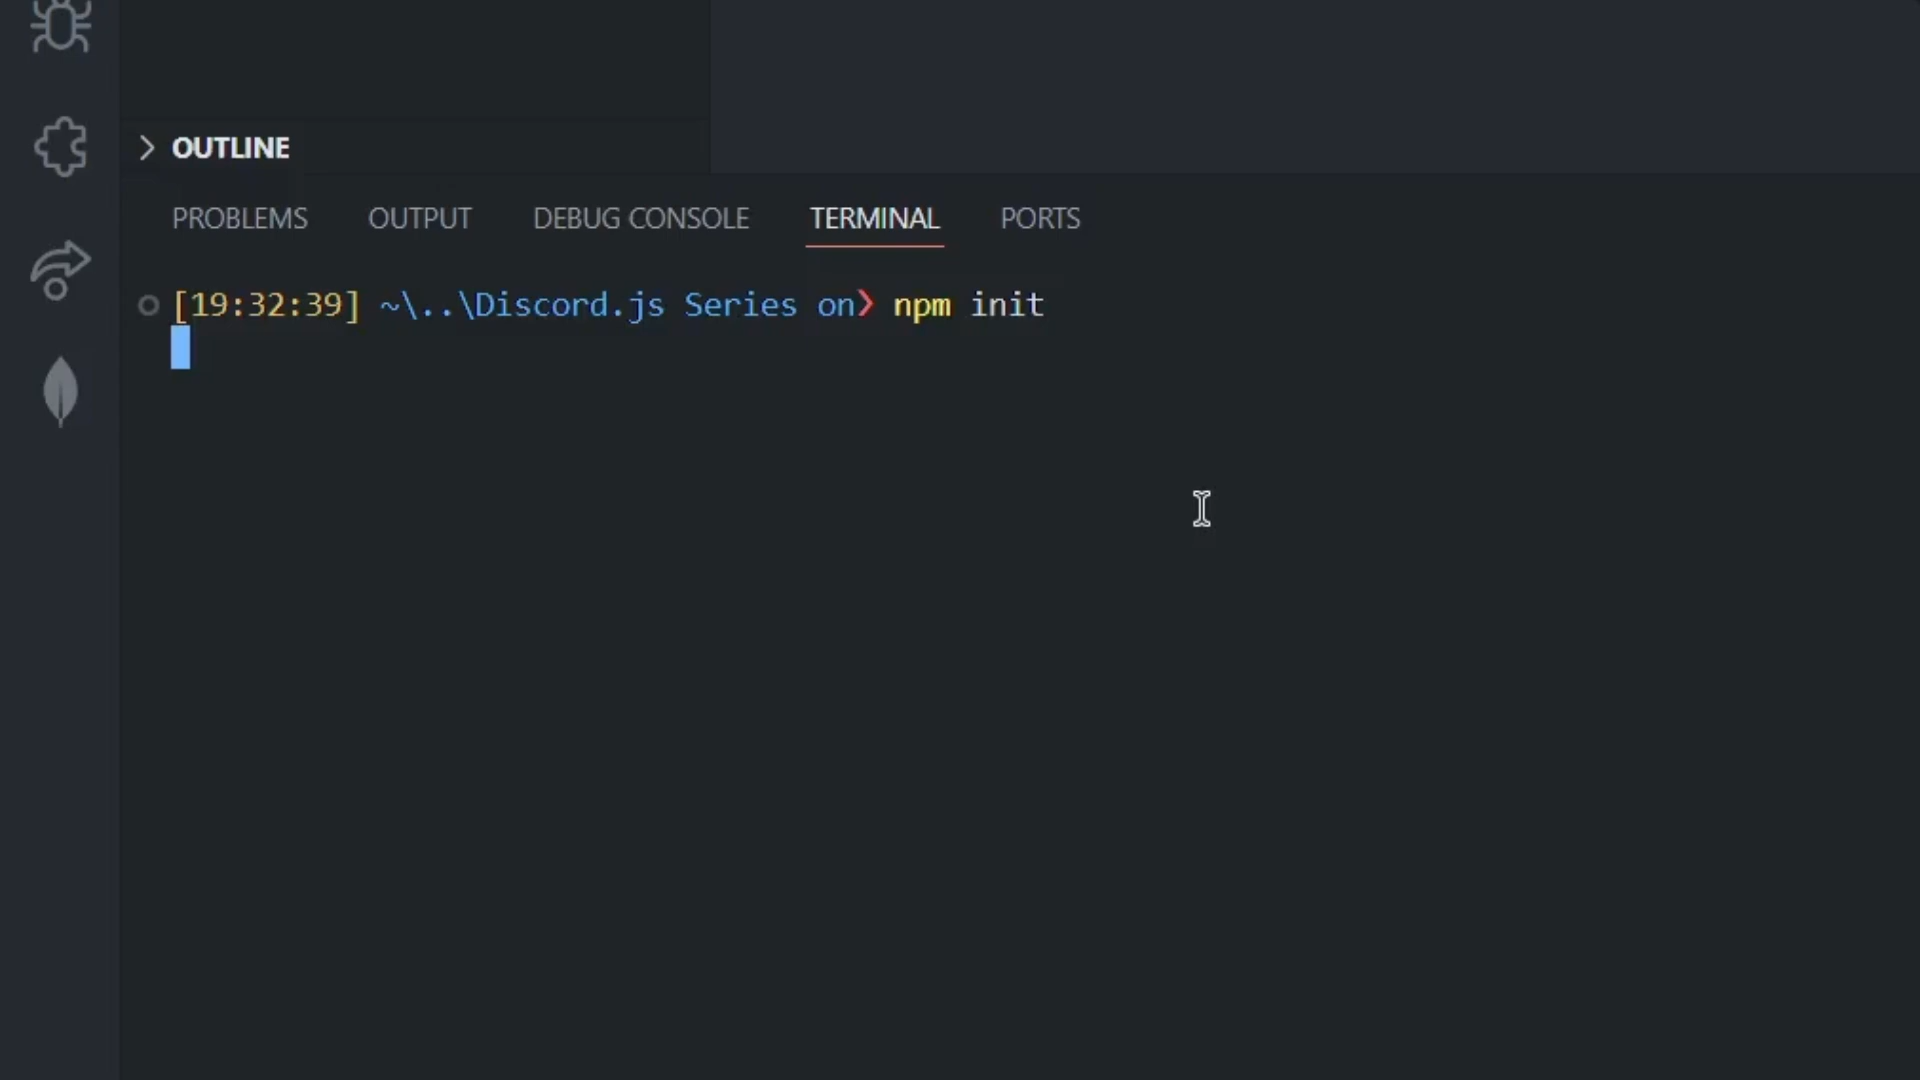 OUTLINE
PROBLEMS OUTPUT DEBUG CONSOLE TERMINAL PORTS
[19:32:39] ~\..\Discord.js Series on❯ npm init